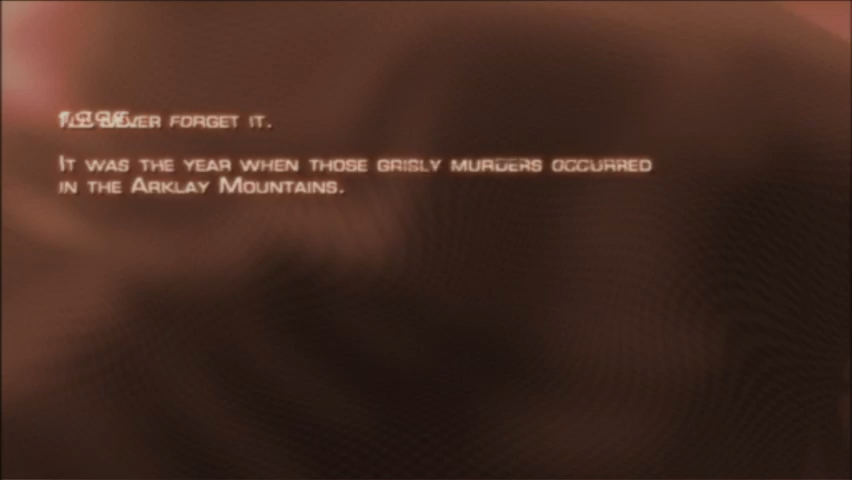 FORGET IT.
IT WAS THE YEAR WHEN THOSE GRISLY MURDERS OCCURRED
IN THE ARKLAY MOUNTAINS.